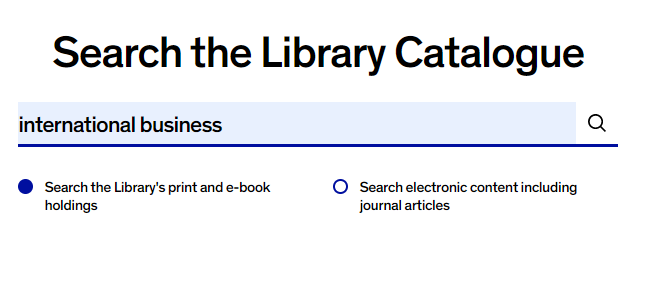 Search the Library Catalogue
international business
Search the Library's print and e-book
holdings
Search electronic content including
journal articles